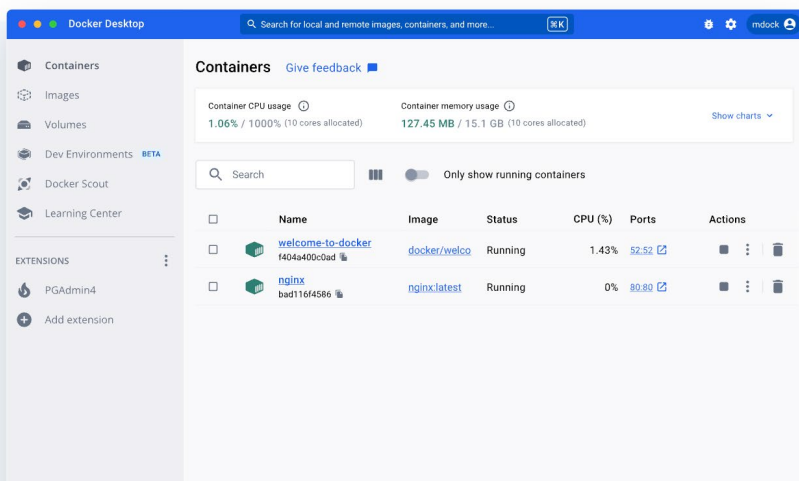 Docker Desktop
Search for local and remote images, containers, and more...
⌘K
mdock
Containers
Images
Volumes
Dev Environments BETA
Docker Scout
Learning Center
EXTENSIONS
PGAdmin4
Add extension
Containers Give feedback
Container CPU usage
1.06% / 1000% (10 cores allocated)
Container memory usage
127.45 MB / 15.1 GB (10 cores allocated)
Show charts
Search
Only show running containers
Name Image Status CPU (%) Ports Actions
welcome-to-docker docker/welco Running 1.43% 52:52
f404a400c0ad
nginx nginx:latest Running 0% 80:80
bad116f4586